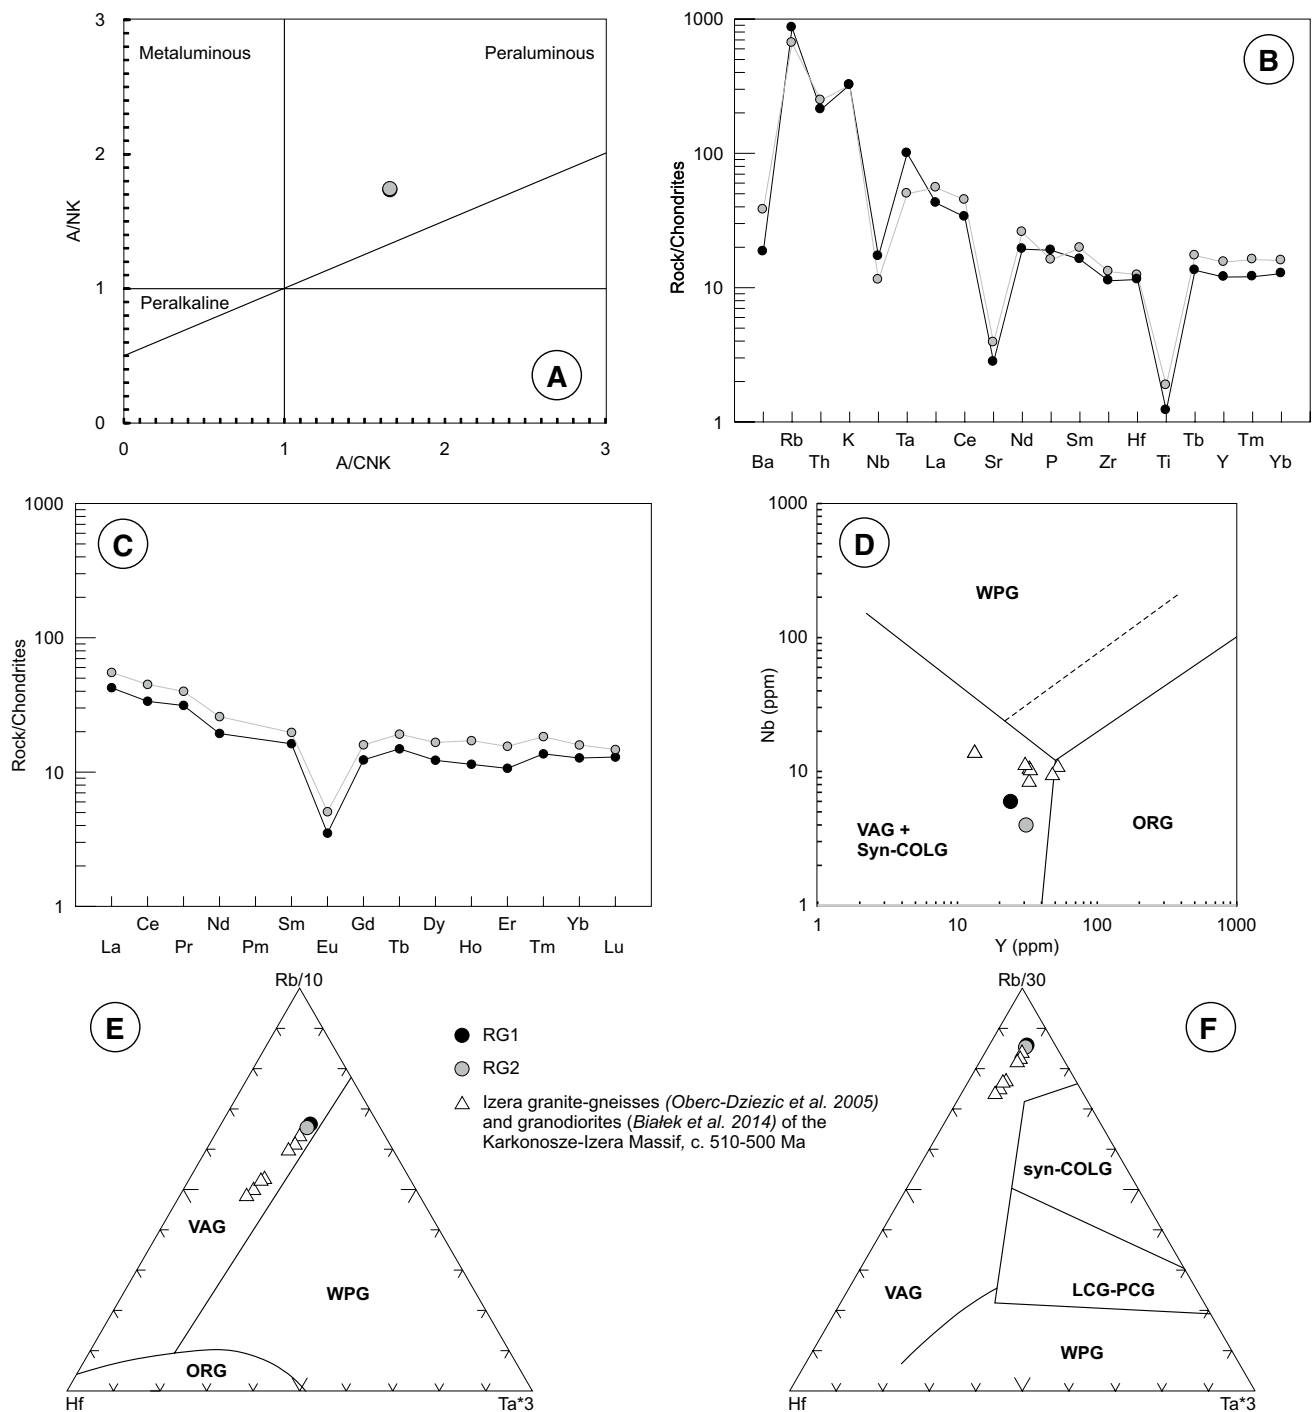 3
Metaluminous
Peraluminous
2
A/NK
1
Peralkaline
A
0
0 1 2 3
A/CNK
1000
B
100
Rock/Chondrites
10
1
Rb K Ta Ce Nd Sm Hf Tb Tm
Ba Th Nb La Sr P Zr Ti Y Yb
1000
C
100
Rock/Chondrites
10
1
Ce Nd Sm Gd Dy Er Yb
La Pr Pm Eu Tb Ho Tm Lu
1000
D
WPG
100
Nb (ppm)
10
VAG +
Syn-COLG
ORG
1
1 10 100 1000
Y (ppm)
Rb/10
E
VAG
WPG
ORG
Hf Ta*3
RG1
RG2
Izera granite-gneisses (Oberc-Dziezic et al. 2005)
and granodiorites (Białek et al. 2014) of the
Karkonosze-Izera Massif, c. 510-500 Ma
Rb/30
F
syn-COLG
VAG
LCG-PCG
WPG
Hf Ta*3